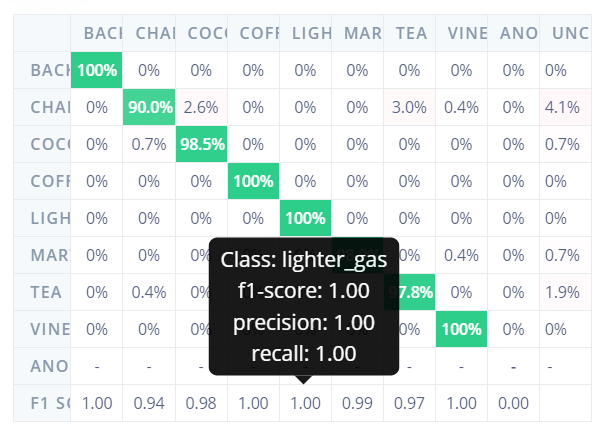 BACK CHAI COCO COFF LIGH MAR TEA VINE ANO UNC
BACK 100% 0% 0% 0% 0% 0% 0% 0% 0% 0%
CHAI 0% 90.0% 2.6% 0% 0% 0% 3.0% 0.4% 0% 4.1%
COCO 0% 0.7% 98.5% 0% 0% 0% 0% 0% 0% 0.7%
COFF 0% 0% 0% 100% 0% 0% 0% 0% 0% 0%
LIGH 0% 0% 0% 0% 100% 0% 0% 0% 0% 0%
MAR 0% 0% 0% 0% 0.4% 0% 0.7%
Class: lighter_gas
TEA 0% 0.4% 0% 7.8% 0% 0% 1.9%
f1-score: 1.00
VINE 0% 0% 0% 0% 100% 0% 0%
precision: 1.00
recall: 1.00
ANO - - - - - -
F1 SC 1.00 0.94 0.98 1.00 1.00 0.99 0.97 1.00 0.00